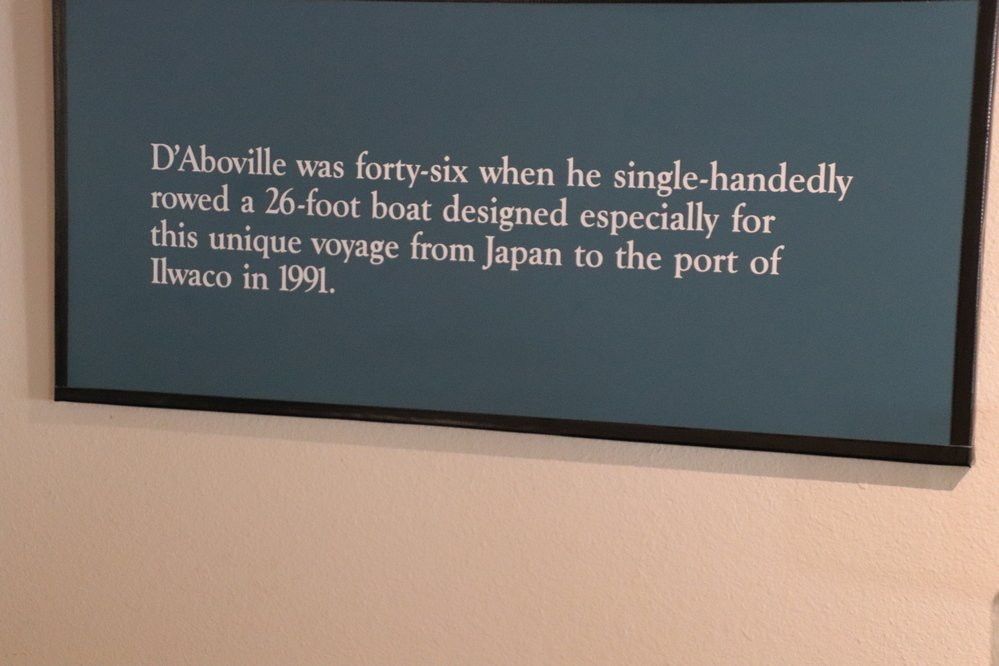 D'Aboville was forty-six when he single-handedly
rowed a 26-foot boat designed especially for
this unique voyage from Japan to the port of
Ilwaco in 1991.